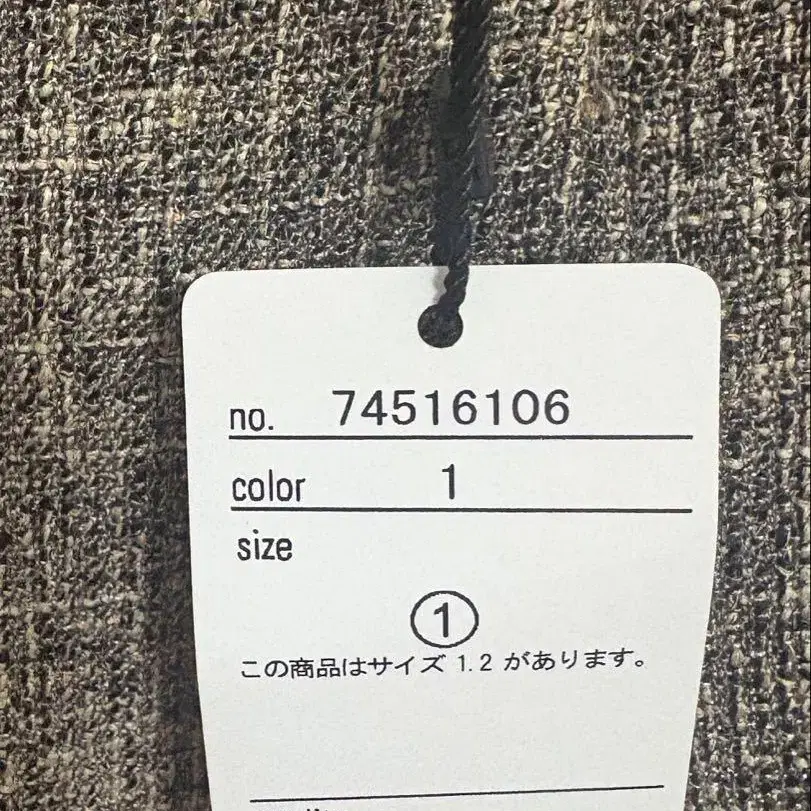 no. 74516106
color 1
size
①
この商品はサイズ 1.2 があります。